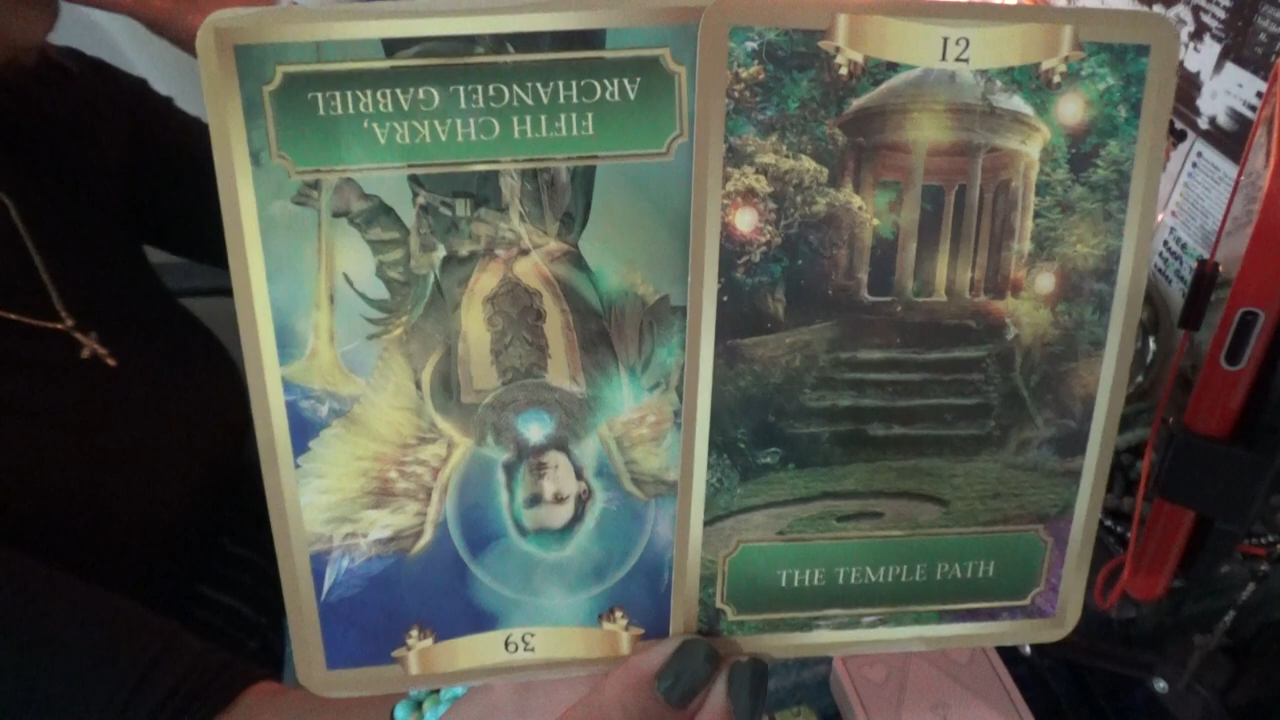 FIFTH CHAKRA,
ARCHANGEL GABRIEL
39
12
THE TEMPLE PATH